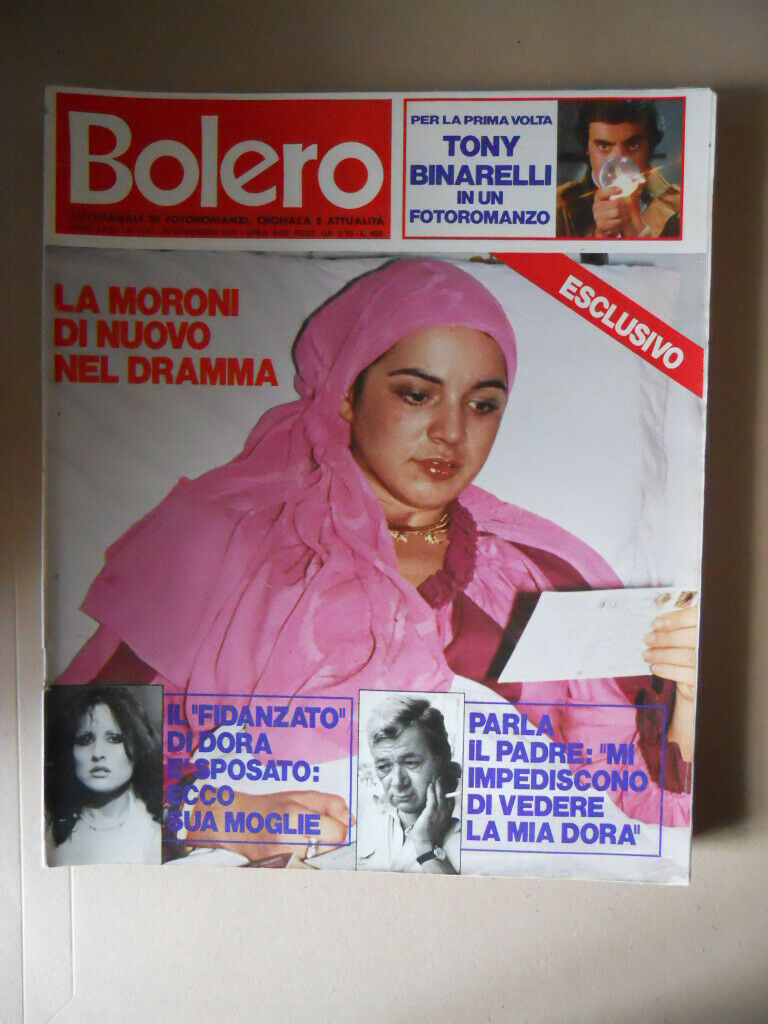 Bolero
SETTIMANALE DI FOTOROMANZI, CRONACA E ATTUALITÀ
PER LA PRIMA VOLTA
TONY
BINARELLI
IN UN
FOTOROMANZO
ESCLUSIVO
LA MORONI
DI NUOVO
NEL DRAMMA
IL "FIDANZATO"
DI DORA
E' SPOSATO:
ECCO
SUA MOGLIE
PARLA
IL PADRE: "MI
IMPEDISCONO
DI VEDERE
LA MIA DORA"